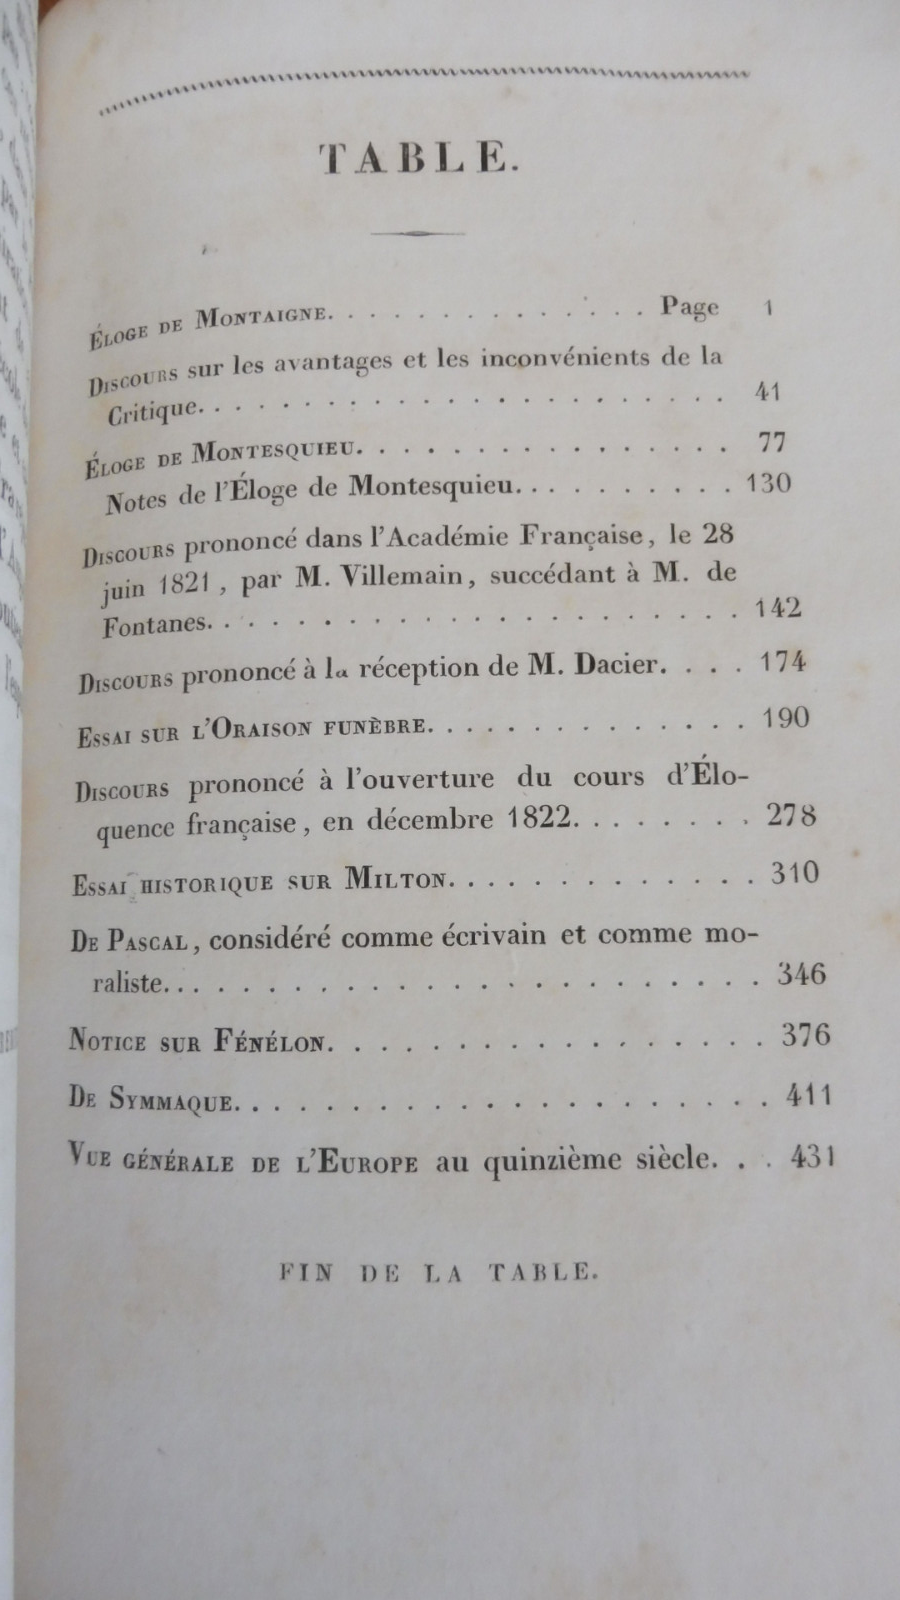 TABLE.
Éloge de Montaigne. . . . . . . . . . . . . . Page 1
Discours sur les avantages et les inconvénients de la
Critique. . . . . . . . . . . . . . . . . . . . . . 41
Éloge de Montesquieu. . . . . . . . . . . . . . . . 77
Notes de l'Éloge de Montesquieu. . . . . . . . . . 130
Discours prononcé dans l'Académie Française, le 28
juin 1821, par M. Villemain, succédant à M. de
Fontanes. . . . . . . . . . . . . . . . . . . . . 142
Discours prononcé à la réception de M. Dacier. . . . 174
Essai sur l'Oraison funèbre. . . . . . . . . . . . . 190
Discours prononcé à l'ouverture du cours d'Élo-
quence française, en décembre 1822. . . . . . . . 278
Essai historique sur Milton. . . . . . . . . . . . . 310
De Pascal, considéré comme écrivain et comme mo-
raliste. . . . . . . . . . . . . . . . . . . . . . . 346
Notice sur Fénélon. . . . . . . . . . . . . . . . . 376
De Symmaque. . . . . . . . . . . . . . . . . . . . 411
Vue générale de l'Europe au quinzième siècle. . . 431
FIN DE LA TABLE.